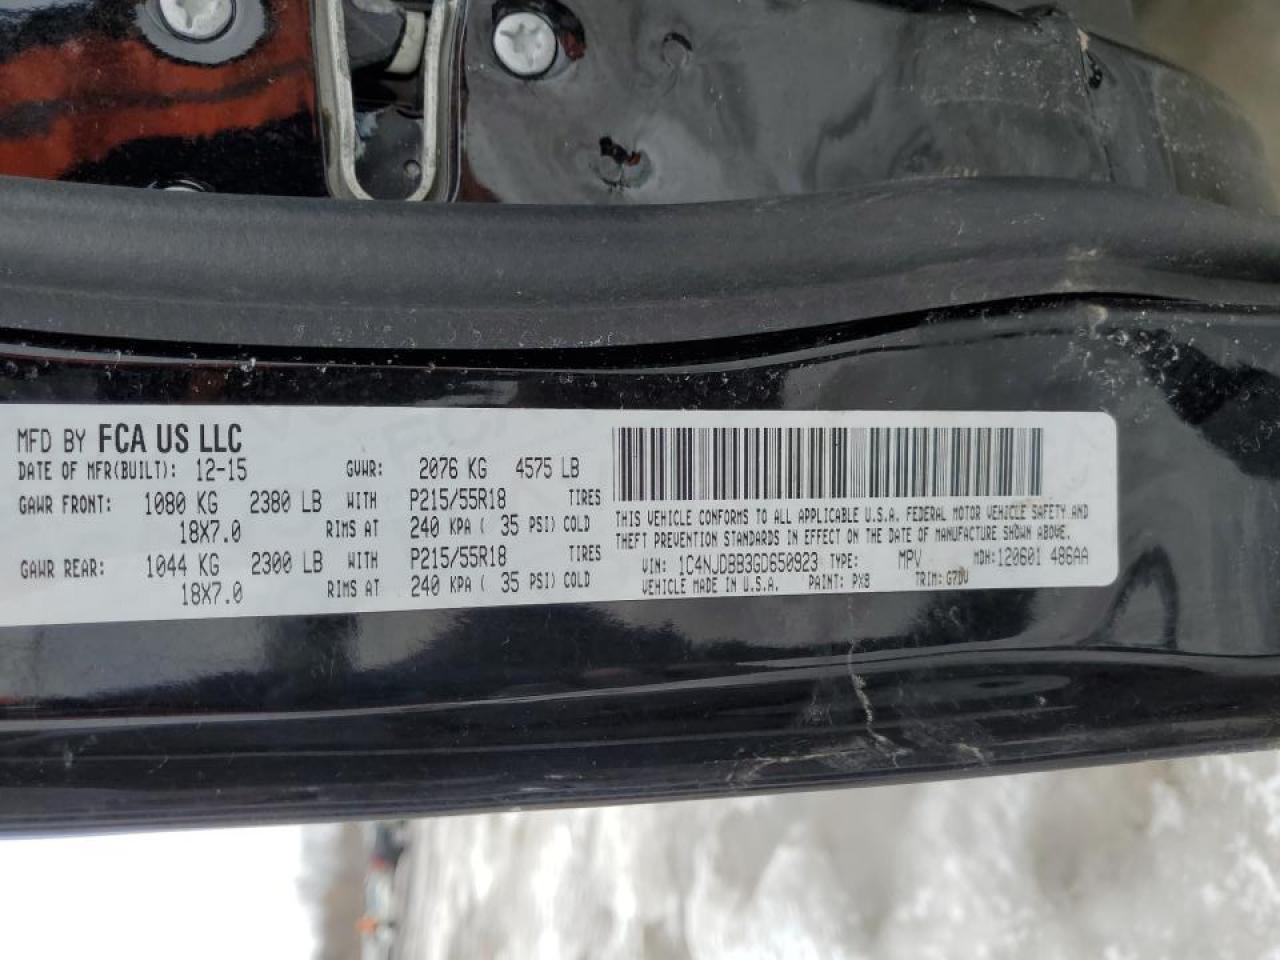 MFD BY FCA US LLC
DATE OF MFR(BUILT): 12-15 GVWR: 2076 KG 4575 LB
GAWR FRONT: 1080 KG 2380 LB WITH P215/55R18 TIRES
18X7.0 RIMS AT 240 KPA ( 35 PSI) COLD
GAWR REAR: 1044 KG 2300 LB WITH P215/55R18 TIRES
18X7.0 RIMS AT 240 KPA ( 35 PSI) COLD
THIS VEHICLE CONFORMS TO ALL APPLICABLE U.S.A. FEDERAL MOTOR VEHICLE SAFETY AND
THEFT PREVENTION STANDARDS IN EFFECT ON THE DATE OF MANUFACTURE SHOWN ABOVE.
VIN: 1C4NJDBB3GD650923 TYPE: MPV MDH: 120601 486AA
VEHICLE MADE IN U.S.A. PAINT: PX8 TRIM: